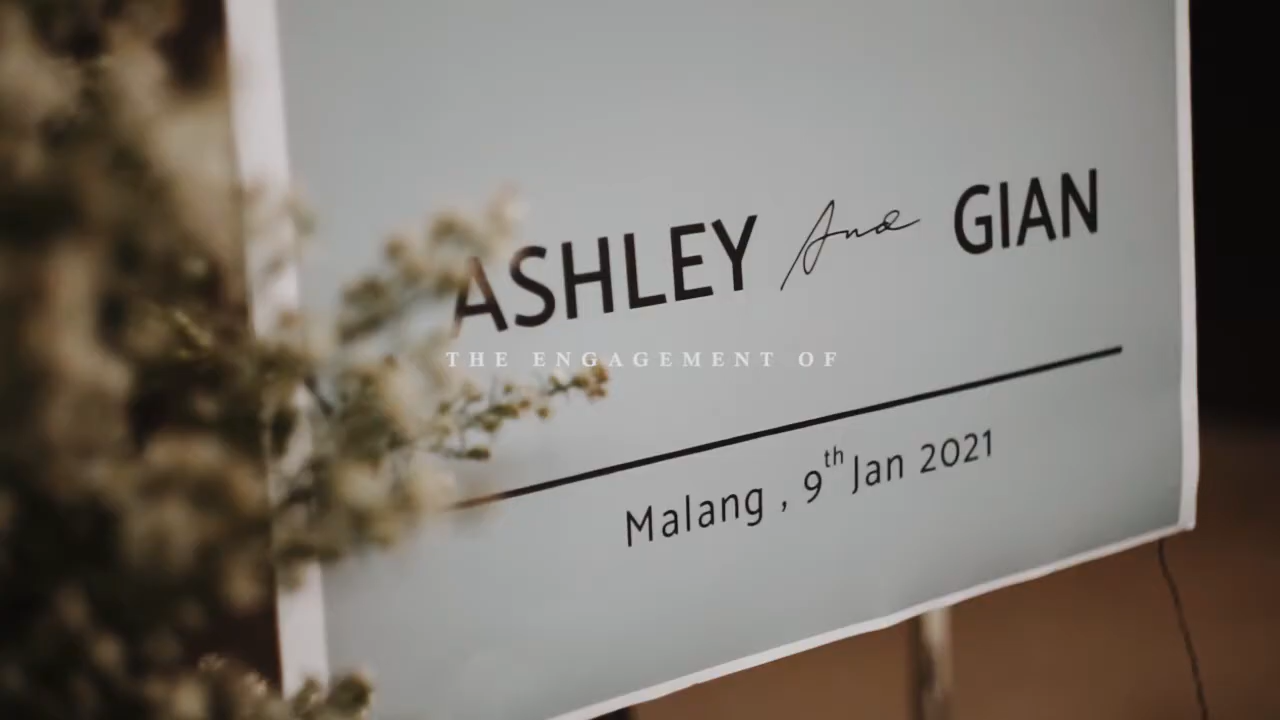 ASHLEY And GIAN
THE ENGAGEMENT OF
Malang , 9th Jan 2021